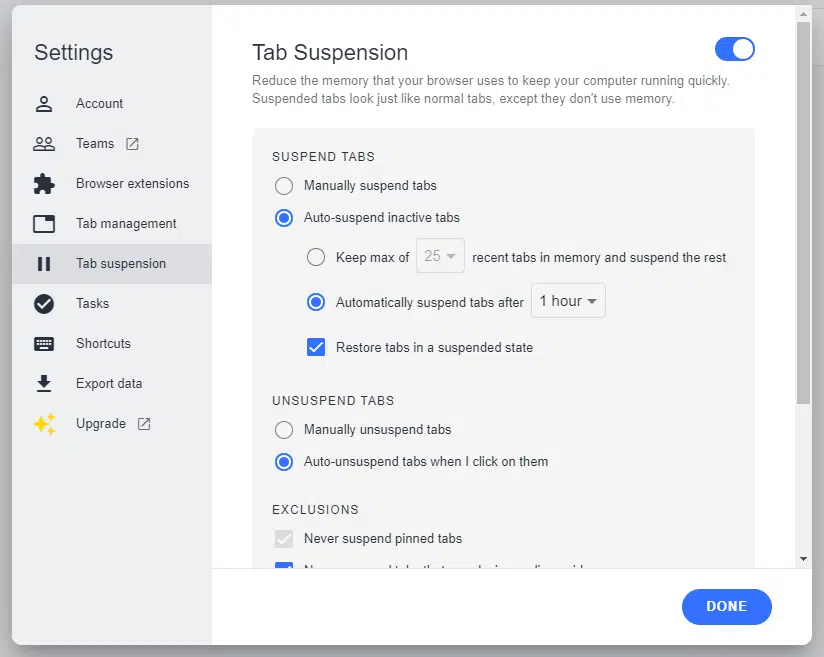 Settings
Account
Teams
Browser extensions
Tab management
Tab suspension
Tasks
Shortcuts
Export data
Upgrade
Tab Suspension
Reduce the memory that your browser uses to keep your computer running quickly.
Suspended tabs look just like normal tabs, except they don't use memory.
SUSPEND TABS
Manually suspend tabs
Auto-suspend inactive tabs
Keep max of 25 recent tabs in memory and suspend the rest
Automatically suspend tabs after 1 hour
Restore tabs in a suspended state
UNSUSPEND TABS
Manually unsuspend tabs
Auto-unsuspend tabs when I click on them
EXCLUSIONS
Never suspend pinned tabs
DONE